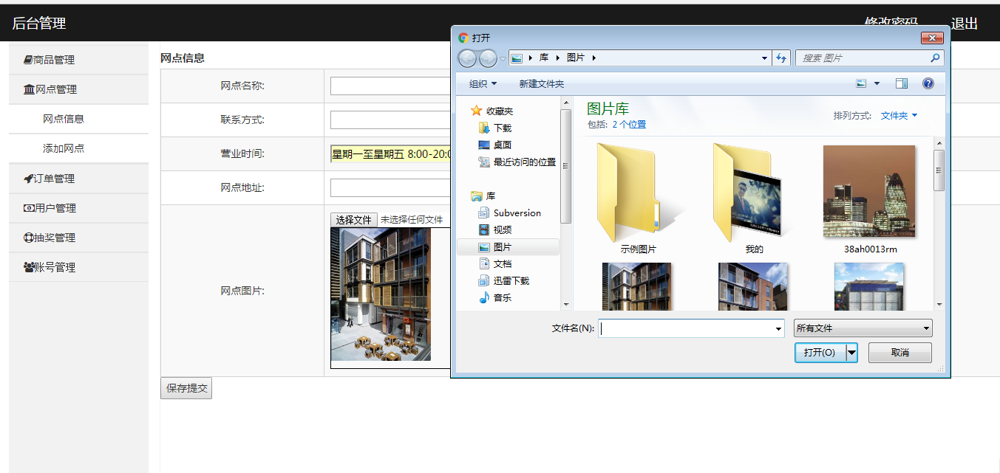 后台管理
修改密码
退出
商品管理
网点管理
网点信息
添加网点
订单管理
用户管理
抽奖管理
账号管理
网点信息
网点名称:
联系方式:
营业时间:
星期一至星期五 8:00-20:0
网点地址:
网点图片:
选择文件 未选择任何文件
保存提交
打开
库 图片
搜索 图片
组织 新建文件夹
收藏夹
下载
桌面
最近访问的位置
库
Subversion
视频
图片
文档
迅雷下载
音乐
图片库
包括: 2 个位置
排列方式: 文件夹
示例图片
我的
38ah0013rm
文件名(N):
所有文件
打开(O)
取消